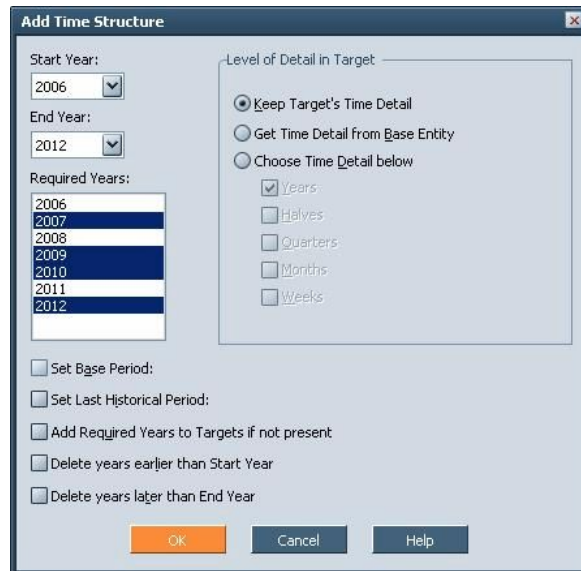 Add Time Structure
Start Year:
2006
End Year:
2012
Required Years:
2006
2007
2008
2009
2010
2011
2012
Level of Detail in Target
Keep Target's Time Detail
Get Time Detail from Base Entity
Choose Time Detail below
Years
Halves
Quarters
Months
Weeks
Set Base Period:
Set Last Historical Period:
Add Required Years to Targets if not present
Delete years earlier than Start Year
Delete years later than End Year
OK
Cancel
Help